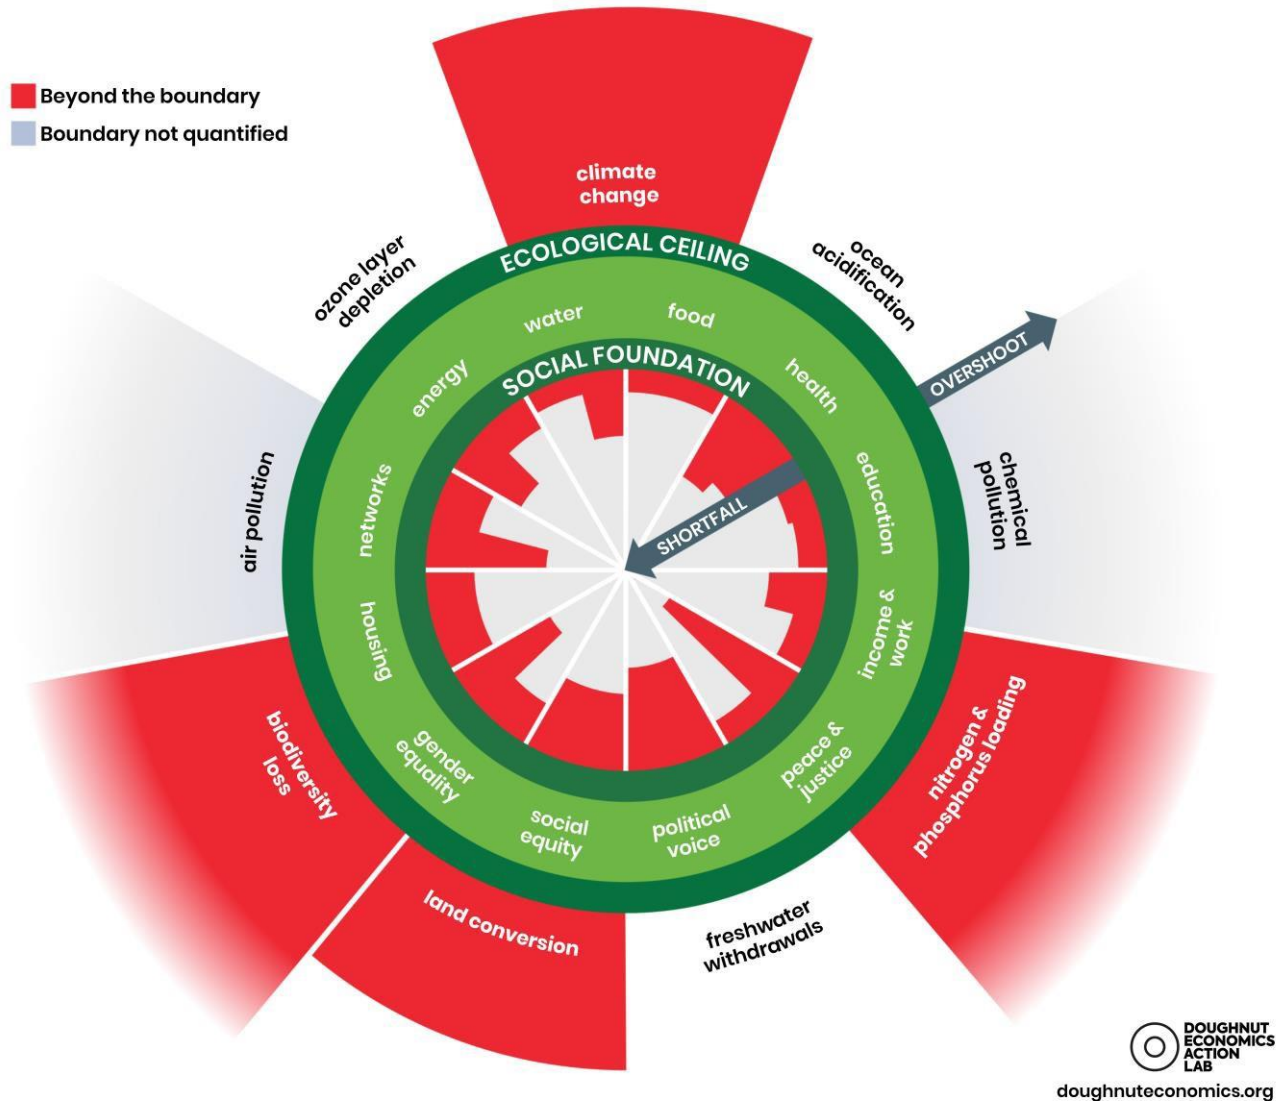 Beyond the boundary
Boundary not quantified
climate
change
ozone layer
depletion
ocean
acidification
ECOLOGICAL CEILING
water
food
energy
health
SOCIAL FOUNDATION
OVERSHOOT
networks
education
air pollution
chemical
pollution
SHORTFALL
housing
income &
work
biodiversity
loss
gender
equality
peace &
justice
nitrogen &
phosphorus loading
social
equity
political
voice
land conversion
freshwater
withdrawals
DOUGHNUT
ECONOMICS
ACTION
LAB
doughnuteconomics.org